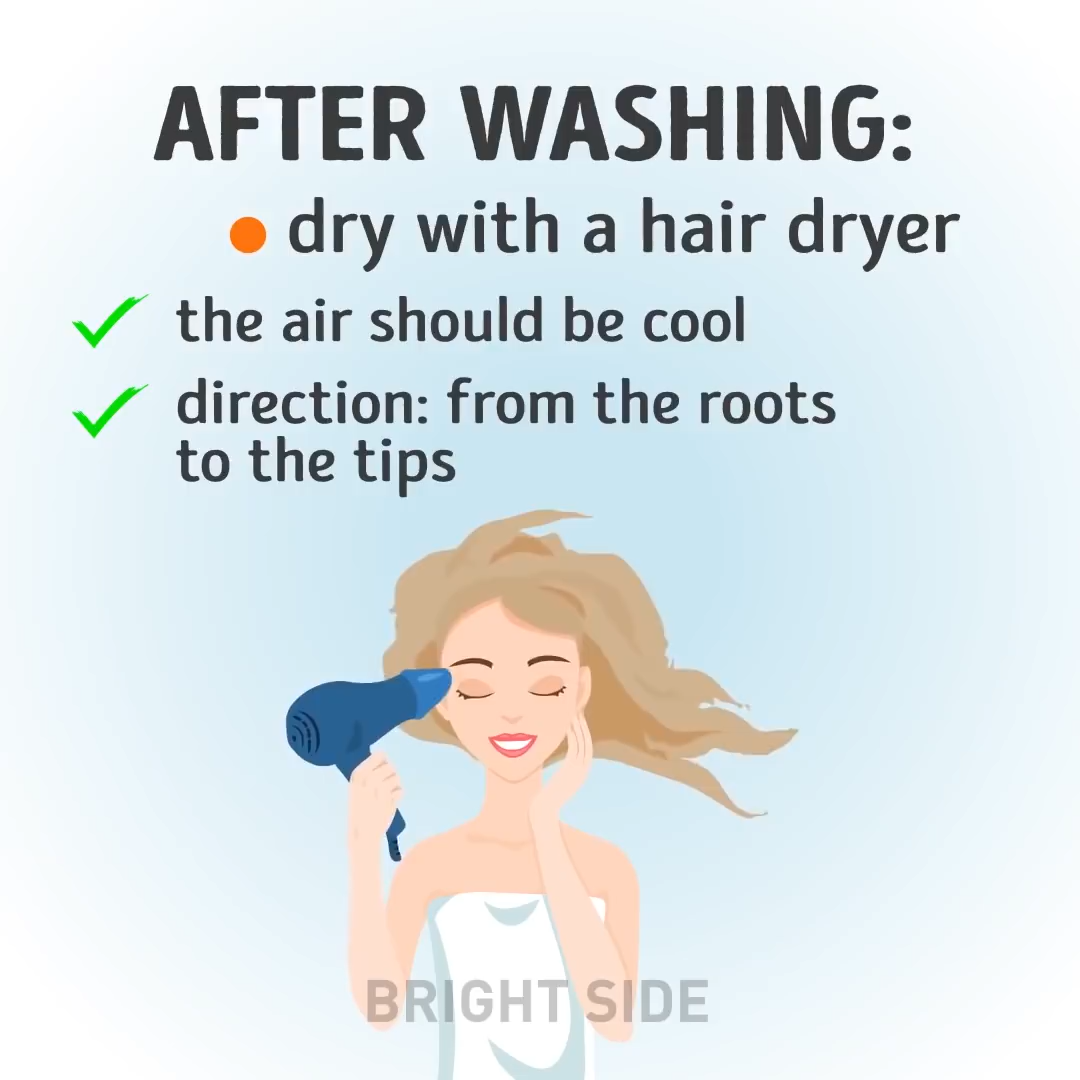 AFTER WASHING:
dry with a hair dryer
the air should be cool
direction: from the roots
to the tips
BRIGHT SIDE